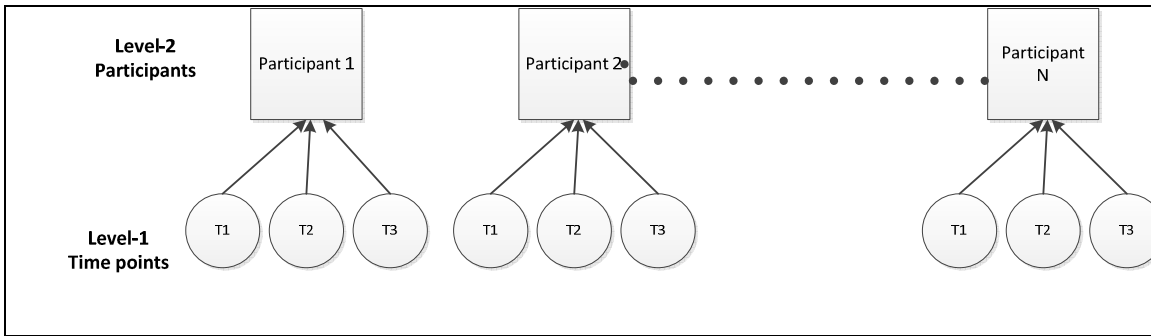 Level-2
Participants
Participant 1
Participant 2
Participant
N
T1
T2
T3
T1
T2
T3
T1
T2
T3
Level-1
Time points